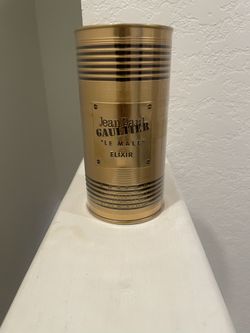 Jean Paul
GAULTIER
"LE MALE"
ELIXIR